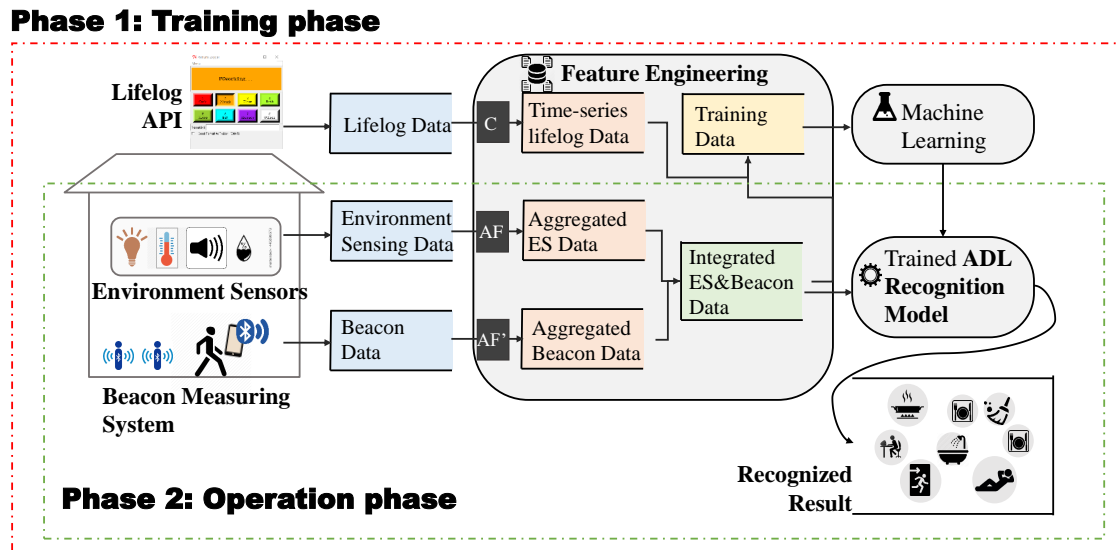 Phase 1: Training phase
Lifelog
API
Lifelog Data
C
Time-series
lifelog Data
Feature Engineering
Training
Data
Machine
Learning
Environment
Sensing Data
AF
Aggregated
ES Data
Integrated
ES&Beacon
Data
Trained ADL
Recognition
Model
Environment Sensors
Beacon
Data
AF'
Aggregated
Beacon Data
Beacon Measuring
System
Recognized
Result
Phase 2: Operation phase